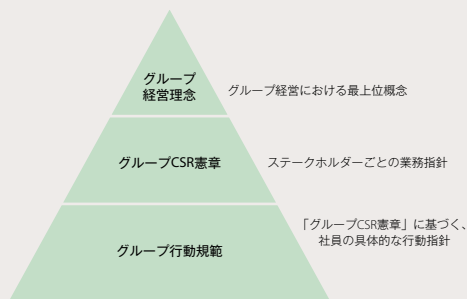 グループ
経営理念
グループ経営における最上位概念
グループCSR憲章
ステークホルダーごとの業務指針
グループ行動規範
「グループCSR憲章」に基づく、
社員の具体的な行動指針